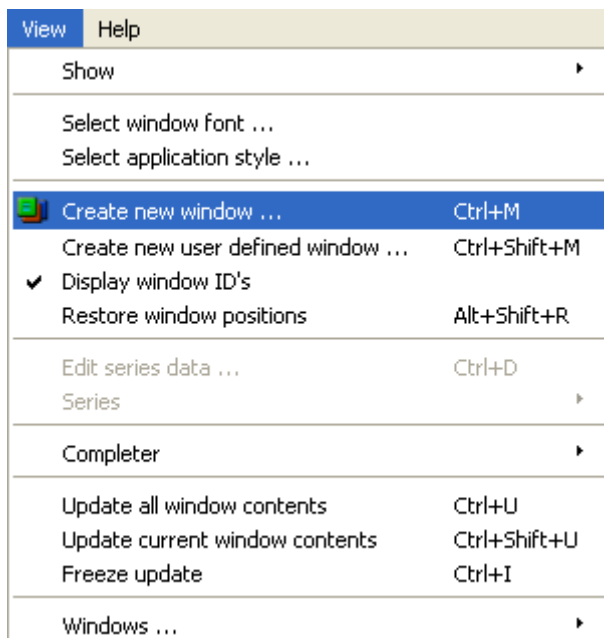 View Help
Show
Select window font ...
Select application style ...
Create new window ... Ctrl+M
Create new user defined window ... Ctrl+Shift+M
Display window ID's
Restore window positions Alt+Shift+R
Edit series data ... Ctrl+D
Series
Completer
Update all window contents Ctrl+U
Update current window contents Ctrl+Shift+U
Freeze update Ctrl+I
Windows ...